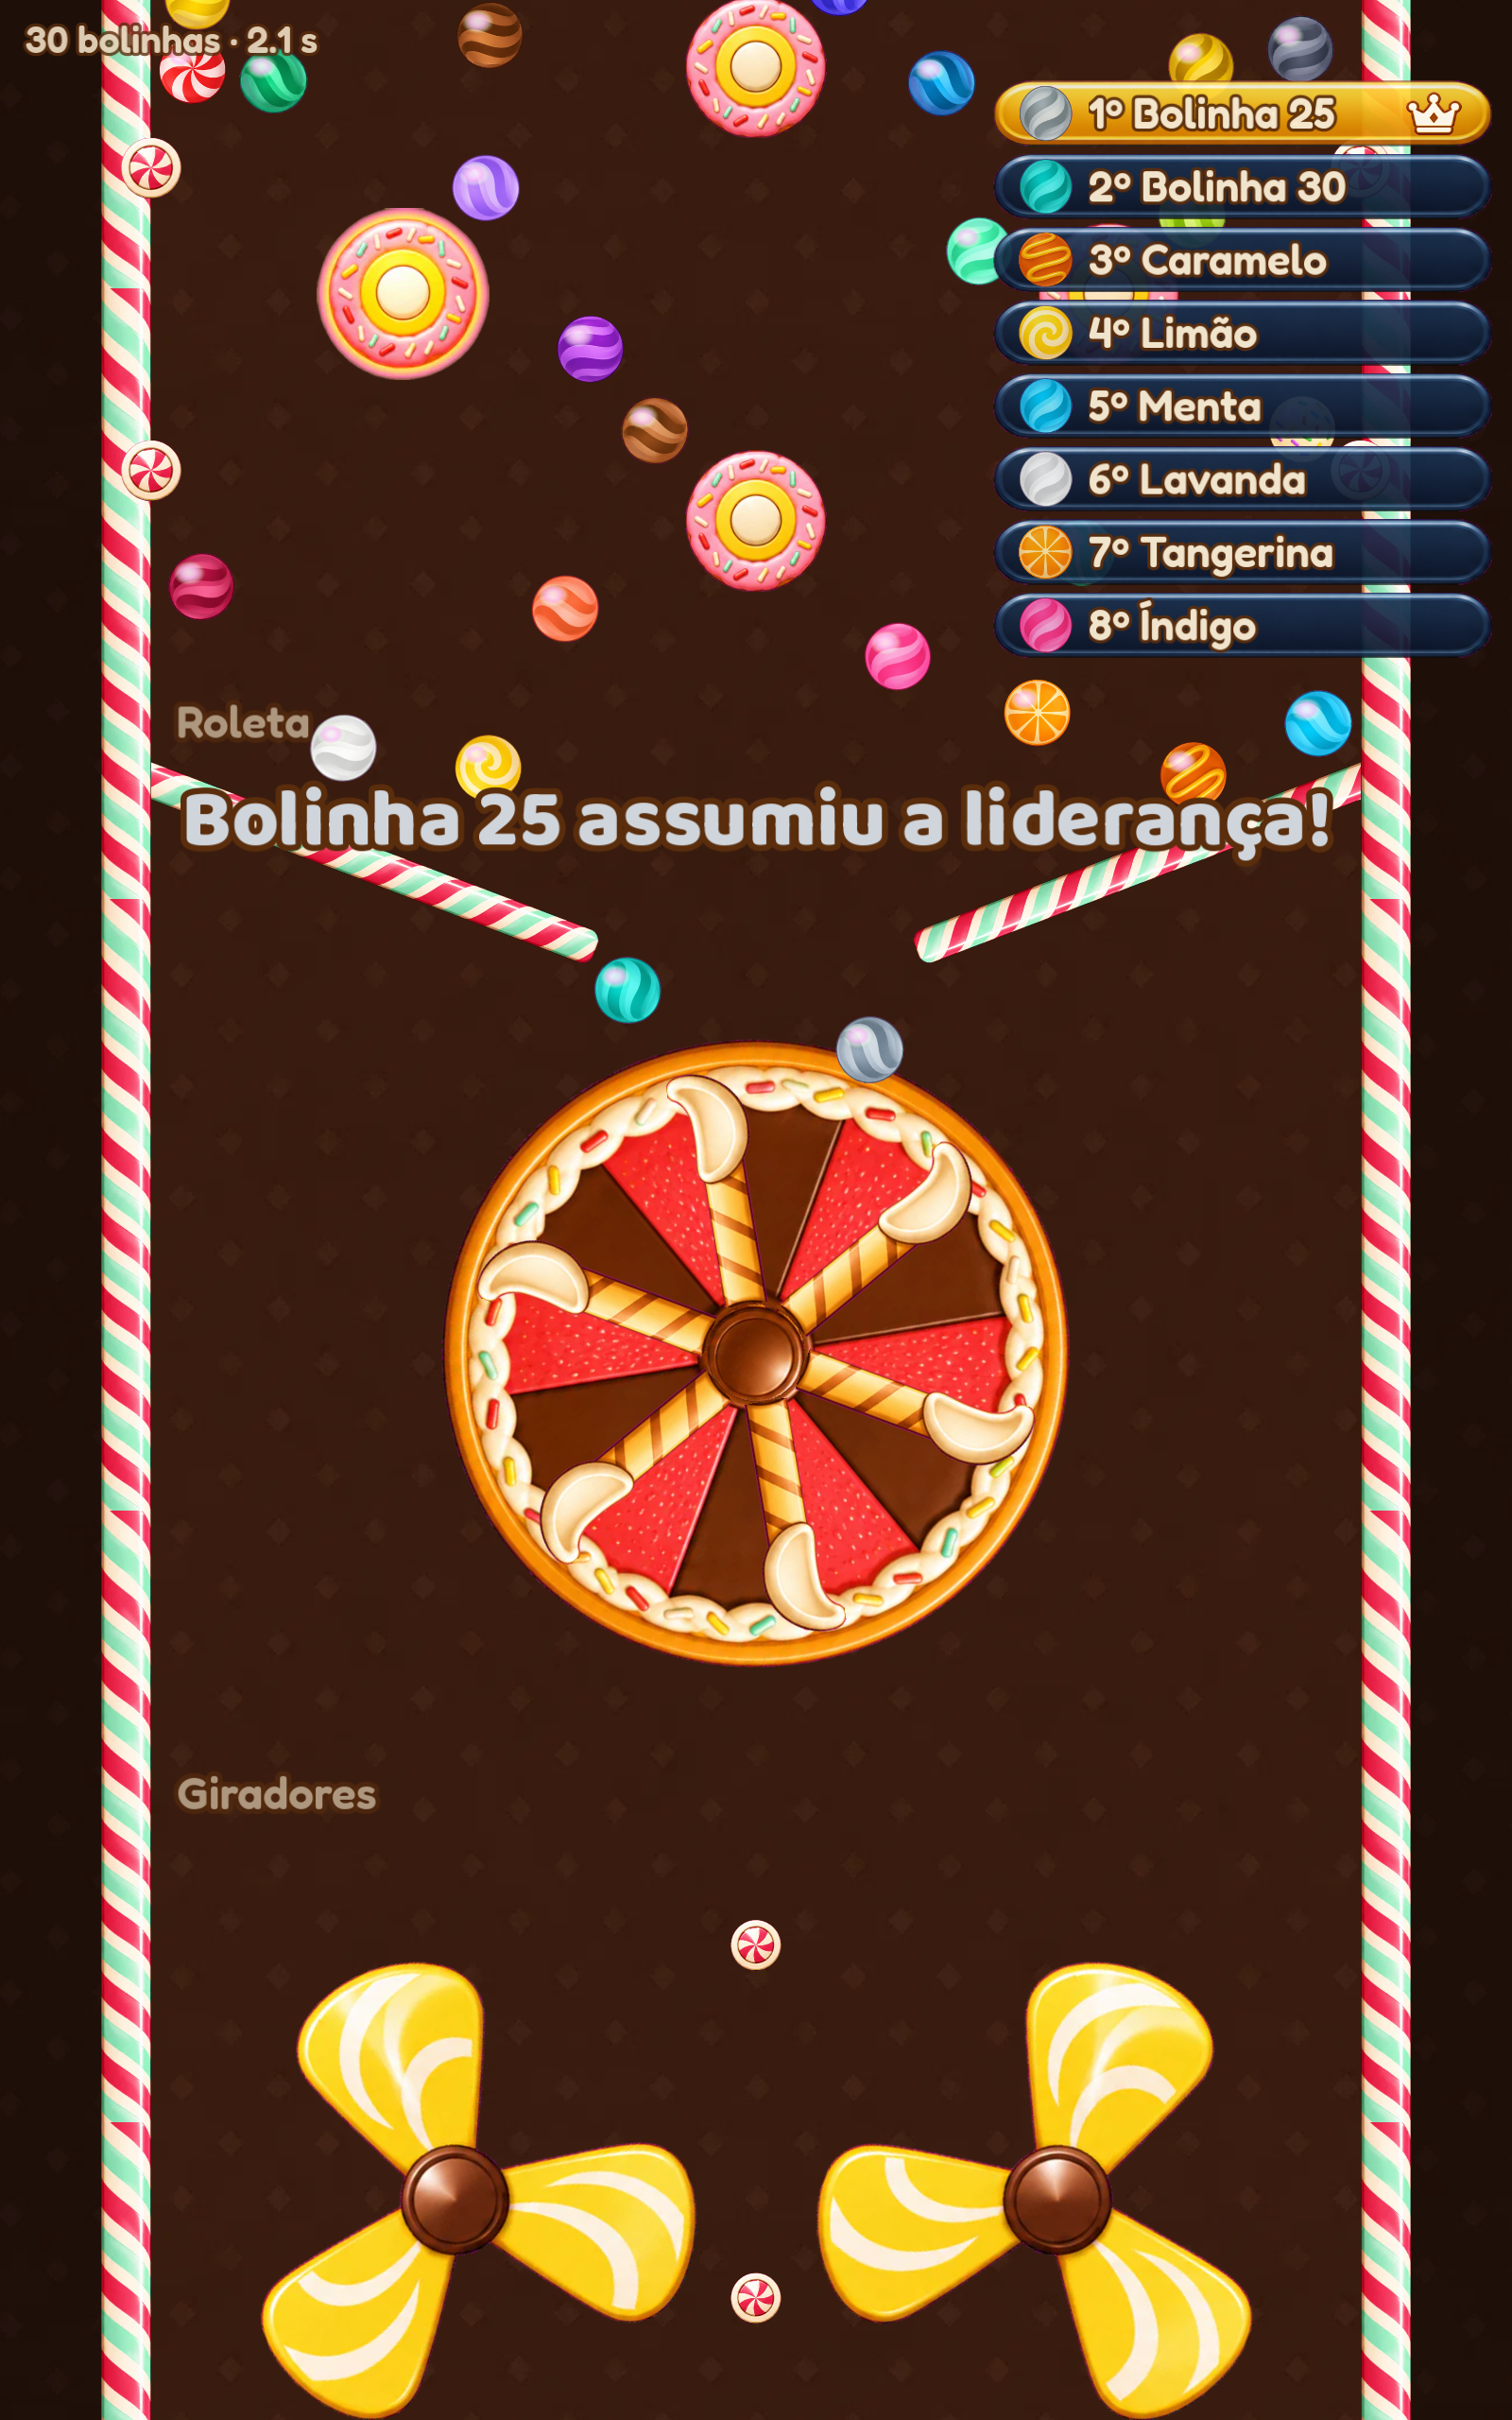 30 bolinhas · 2.1 s
1º Bolinha 25
2º Bolinha 30
3º Caramelo
4º Limão
5º Menta
6º Lavanda
7º Tangerina
8º Índigo
Roleta
Bolinha 25 assumiu a liderança!
Giradores